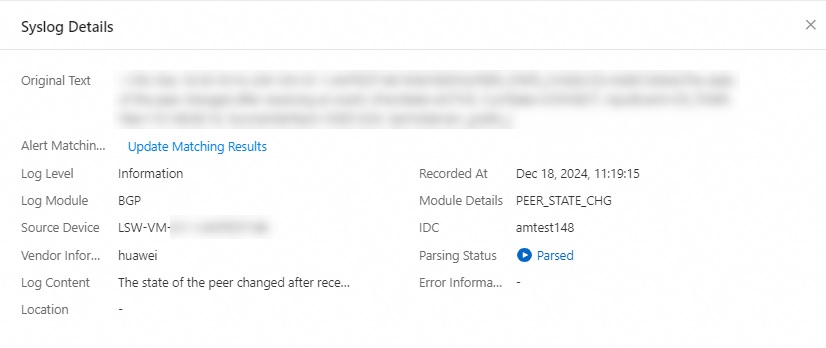 Syslog Details
Original Text
Alert Matchin... Update Matching Results
Log Level Information Recorded At Dec 18, 2024, 11:19:15
Log Module BGP Module Details PEER_STATE_CHG
Source Device LSW-VM- IDC amtest148
Vendor Infor... huawei Parsing Status Parsed
Log Content The state of the peer changed after rece... Error Informa... -
Location -